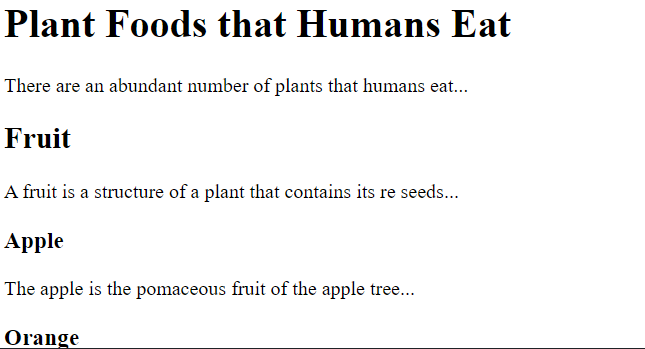 Plant Foods that Humans Eat
There are an abundant number of plants that humans eat...
Fruit
A fruit is a structure of a plant that contains its re seeds...
Apple
The apple is the pomaceous fruit of the apple tree...
Orange